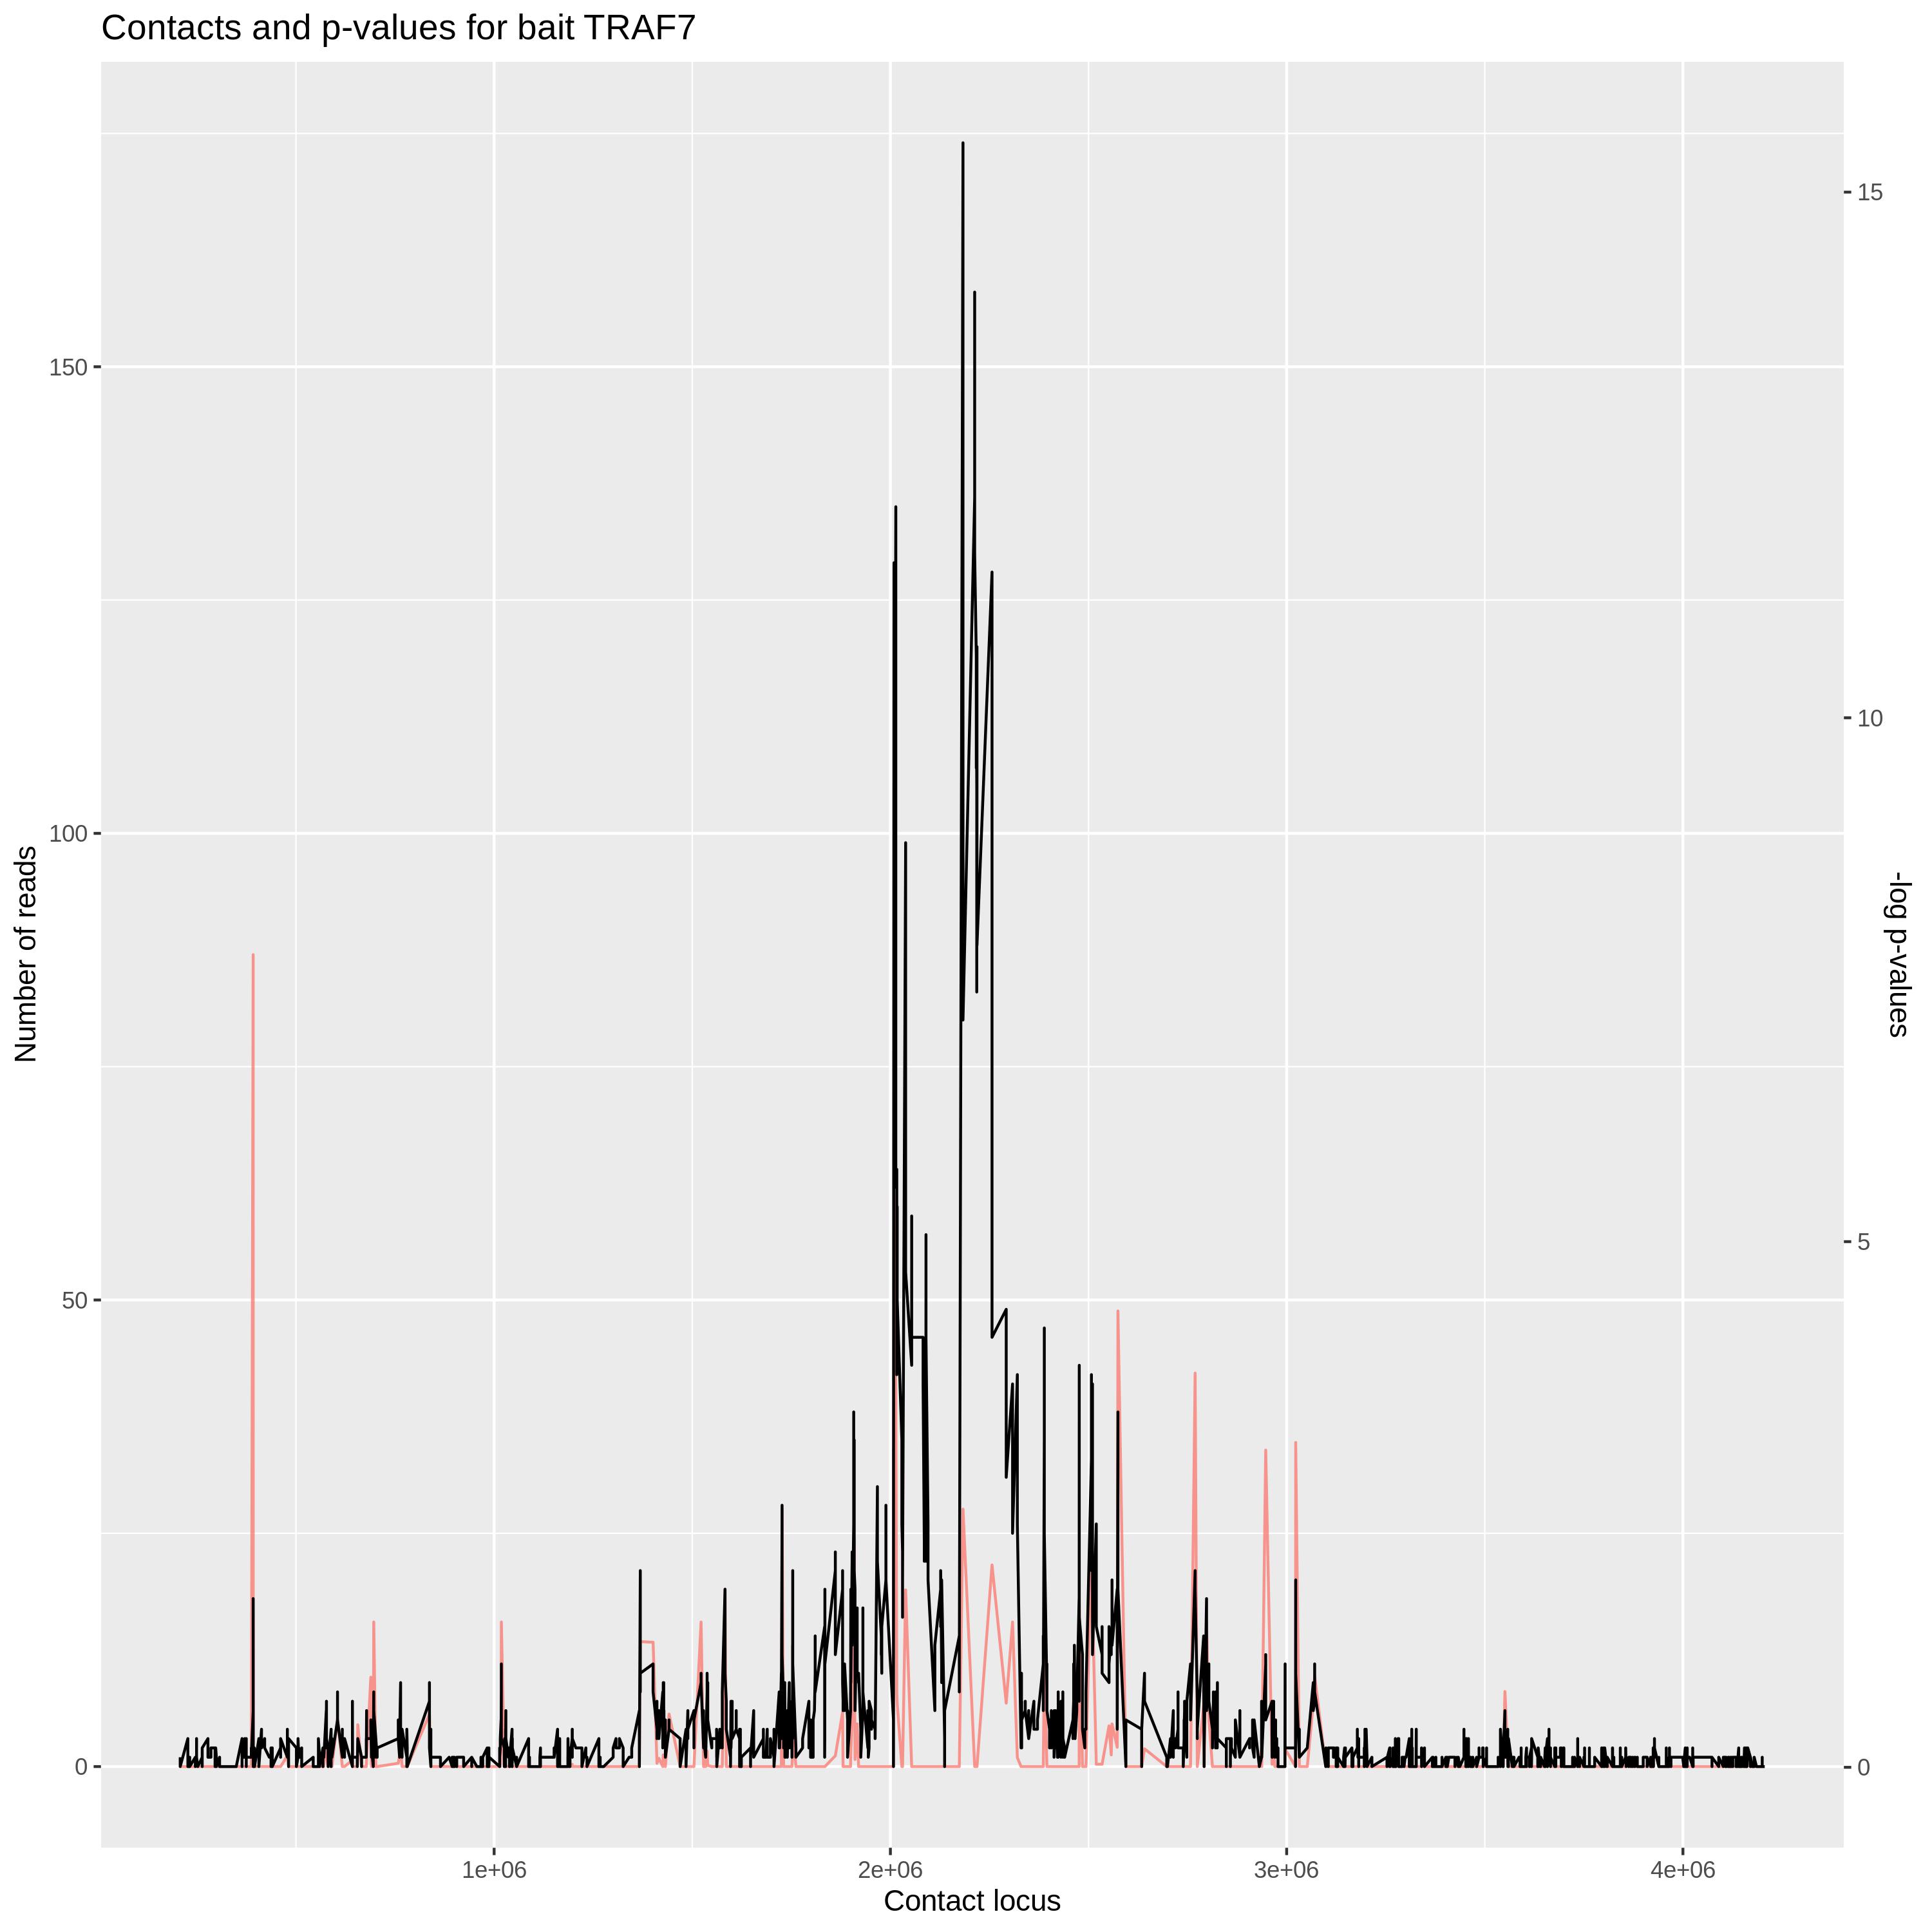 Contacts and p-values for bait TRAF7
150
100
50
0
Number of reads
15
10
5
0
-log p-values
1e+06
2e+06
3e+06
4e+06
Contact locus